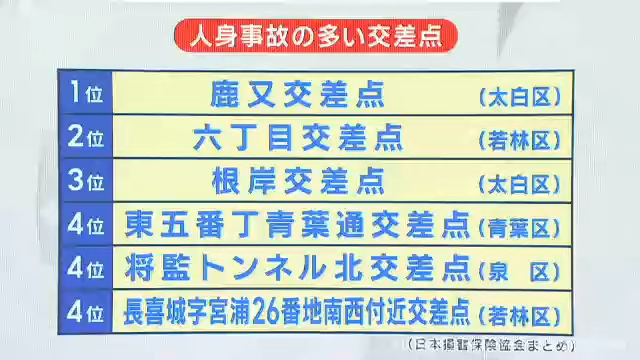 人身事故の多い交差点
1位 鹿又交差点 (太白区)
2位 六丁目交差点 (若林区)
3位 根岸交差点 (太白区)
4位 東五番丁青葉通交差点 (青葉区)
4位 将監トンネル北交差点 (泉 区)
4位 長喜城字宮浦26番地南西付近交差点 (若林区)
(日本損害保険協会まとめ)